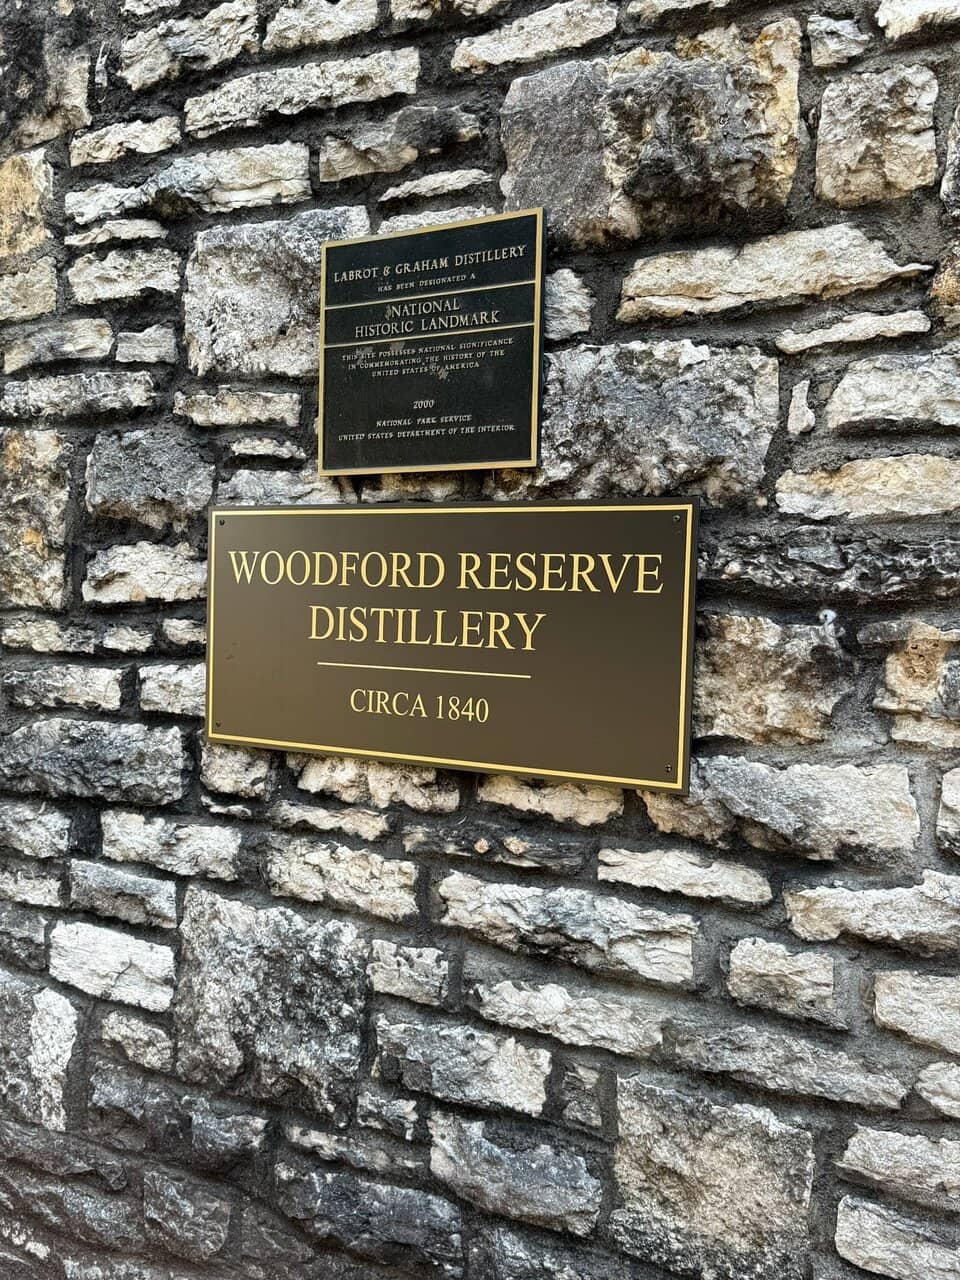 LABROT & GRAHAM DISTILLERY
HAS BEEN DESIGNATED A
NATIONAL
HISTORIC LANDMARK
THIS SITE POSSESSES NATIONAL SIGNIFICANCE
IN COMMEMORATING THE HISTORY OF THE
UNITED STATES OF AMERICA
2000
NATIONAL PARK SERVICE
UNITED STATES DEPARTMENT OF THE INTERIOR
WOODFORD RESERVE
DISTILLERY
CIRCA 1840